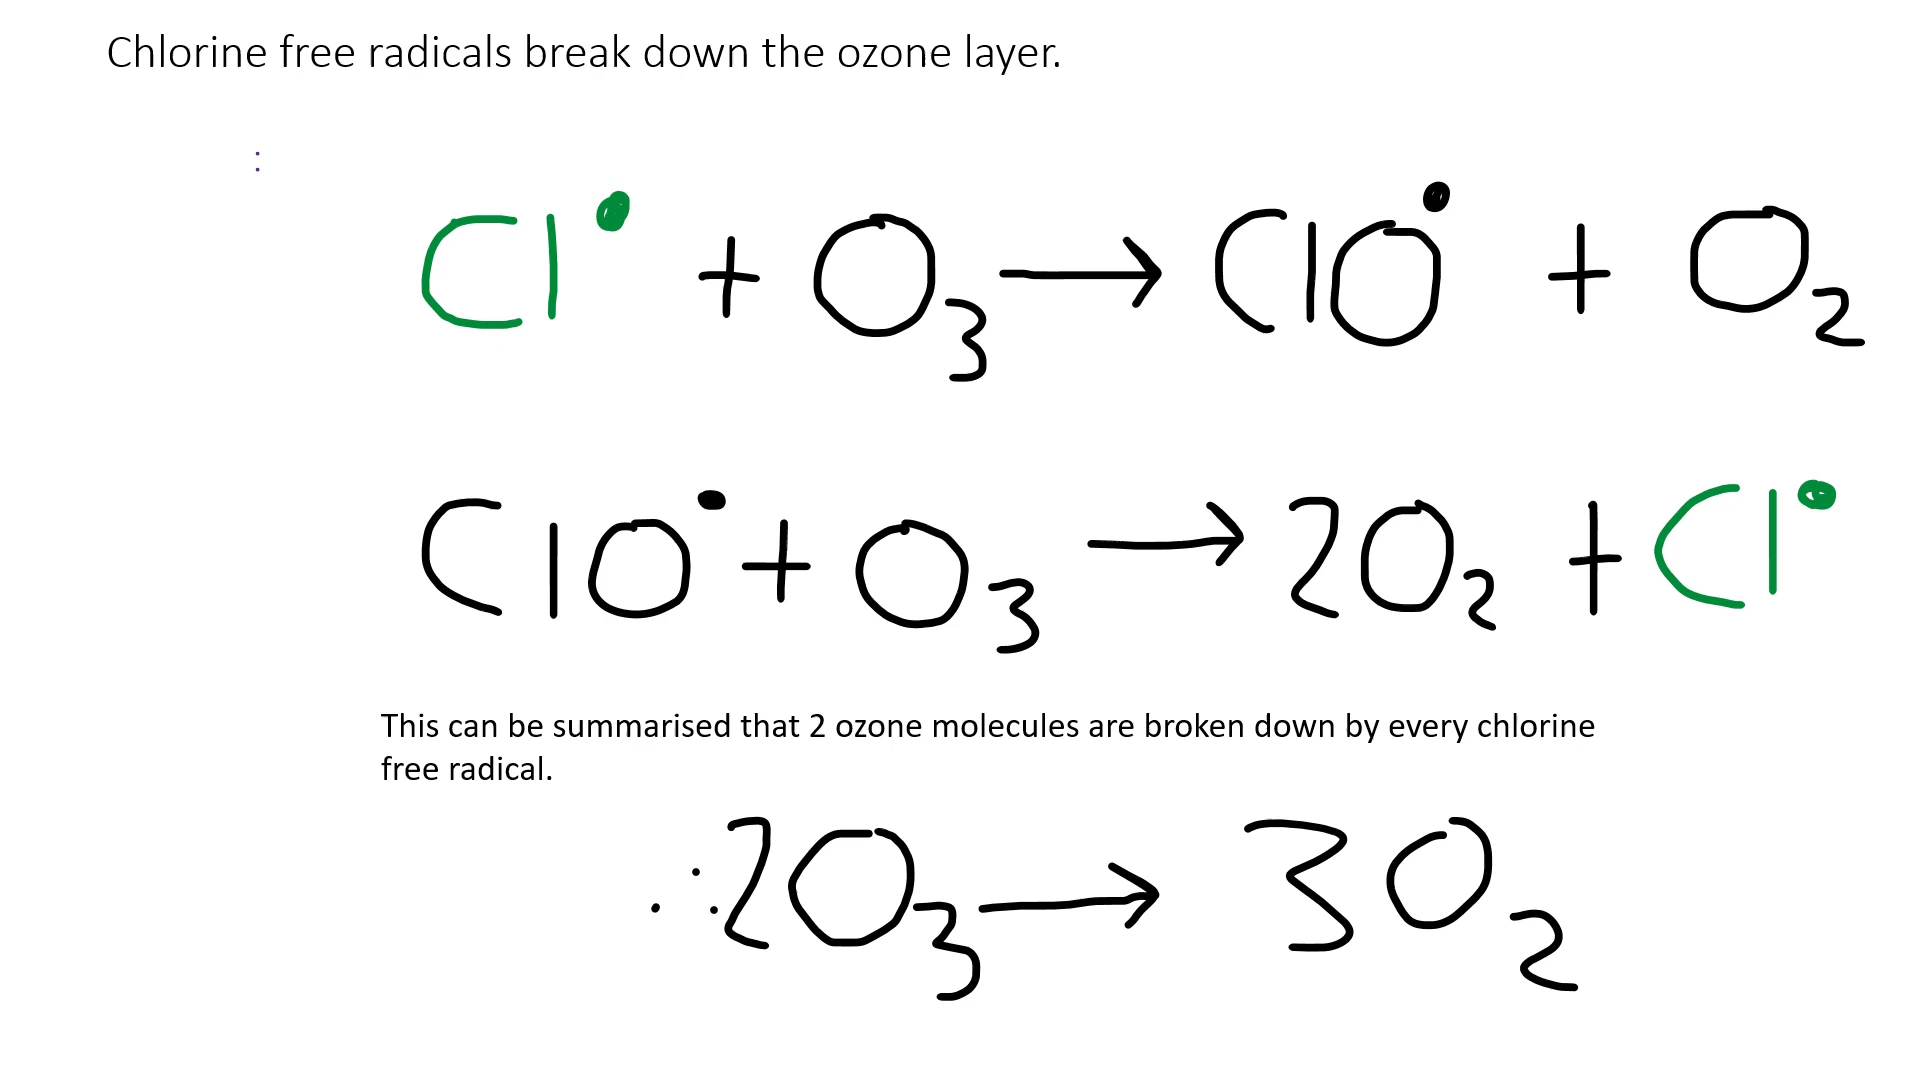 Chlorine free radicals break down the ozone layer.
:
Cl• + O₃ → ClO• + O₂
ClO• + O₃ → 2O₂ + Cl•
This can be summarised that 2 ozone molecules are broken down by every chlorine
free radical.
∴ 2O₃ → 3O₂